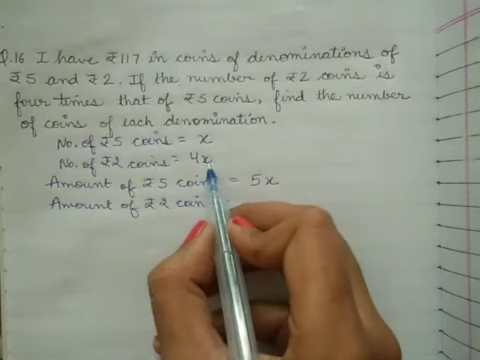 Q.16 I have ₹117 in coins of denominations of
₹5 and ₹2. If the number of ₹2 coins is
four times that of ₹5 coins, find the number
of coins of each denomination.
No. of ₹5 coins = x
No. of ₹2 coins = 4x
Amount of ₹5 coin = 5x
Amount of ₹2 coin